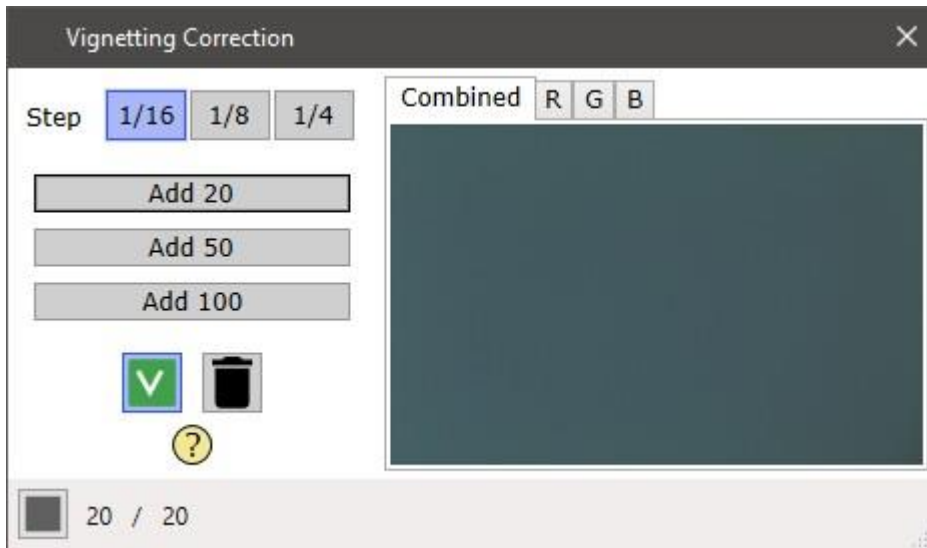 Vignetting Correction
Step 1/16 1/8 1/4
Combined R G B
Add 20
Add 50
Add 100
V
?
20 / 20